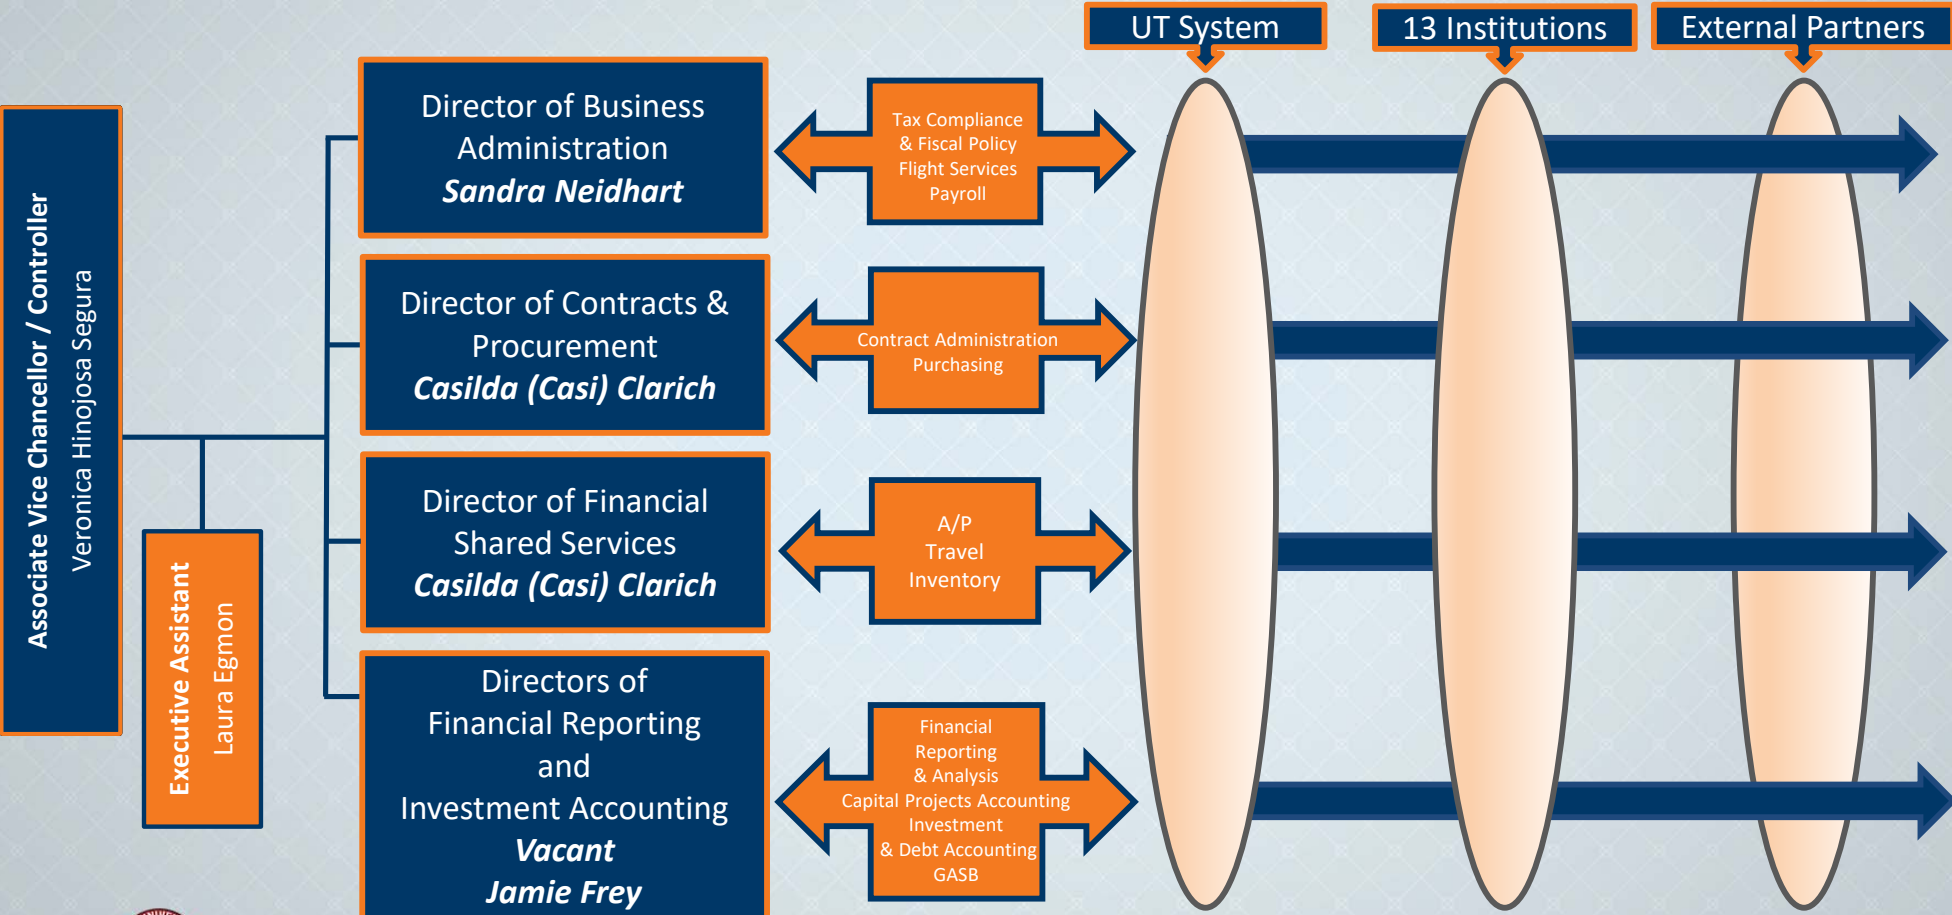 UT System
13 Institutions
External Partners
Associate Vice Chancellor / Controller
Veronica Hinojosa Segura
Executive Assistant
Laura Egmon
Director of Business
Administration
Sandra Neidhart
Tax Compliance
& Fiscal Policy
Flight Services
Payroll
Director of Contracts &
Procurement
Casilda (Casi) Clarich
Contract Administration
Purchasing
Director of Financial
Shared Services
Casilda (Casi) Clarich
A/P
Travel
Inventory
Directors of
Financial Reporting
and
Investment Accounting
Vacant
Jamie Frey
Financial
Reporting
& Analysis
Capital Projects Accounting
Investment
& Debt Accounting
GASB